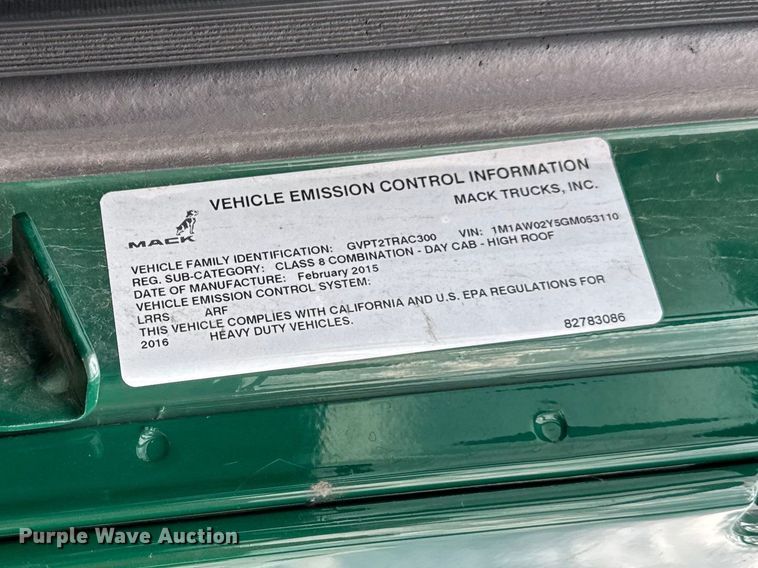 VEHICLE EMISSION CONTROL INFORMATION
MACK TRUCKS, INC.
MACK
VEHICLE FAMILY IDENTIFICATION: GVPT2TRAC300 VIN: 1M1AW02Y5GM053110
REG. SUB-CATEGORY: CLASS 8 COMBINATION - DAY CAB - HIGH ROOF
DATE OF MANUFACTURE: February 2015
VEHICLE EMISSION CONTROL SYSTEM:
LRRS ARF
THIS VEHICLE COMPLIES WITH CALIFORNIA AND U.S. EPA REGULATIONS FOR
2016 HEAVY DUTY VEHICLES.
82783086
Purple Wave Auction